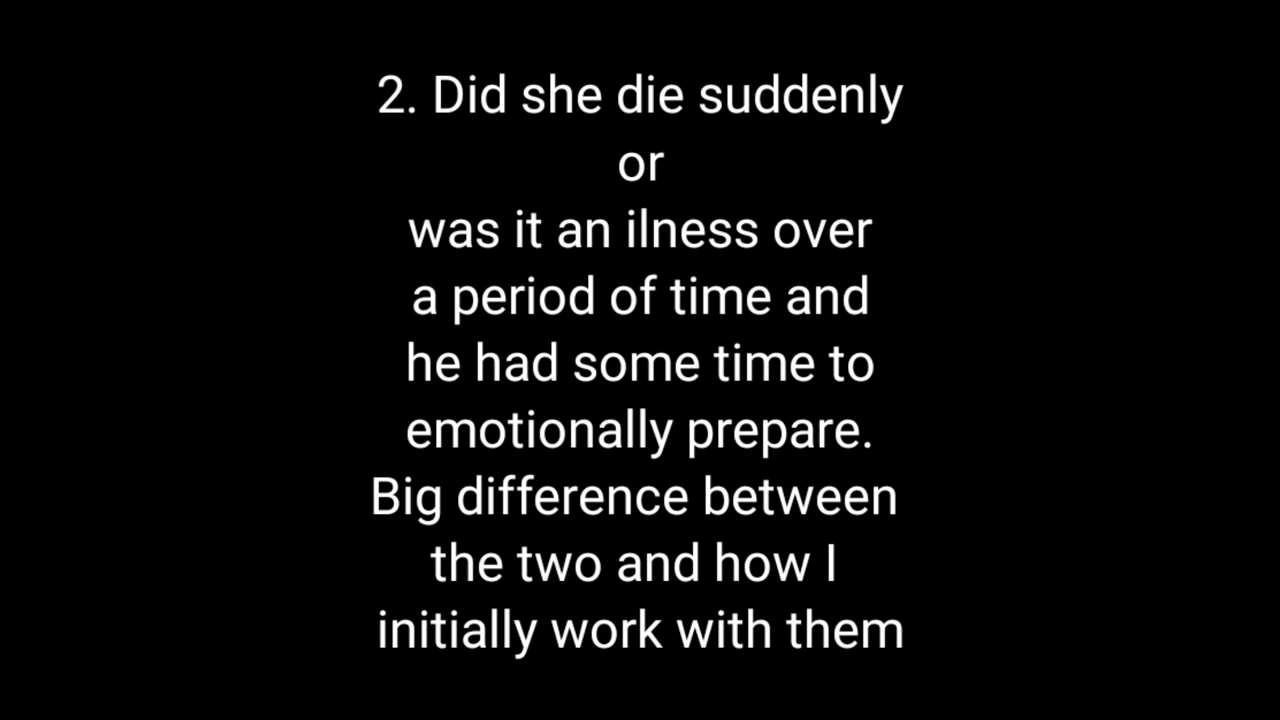 2. Did she die suddenly
or
was it an ilness over
a period of time and
he had some time to
emotionally prepare.
Big difference between
the two and how I
initially work with them